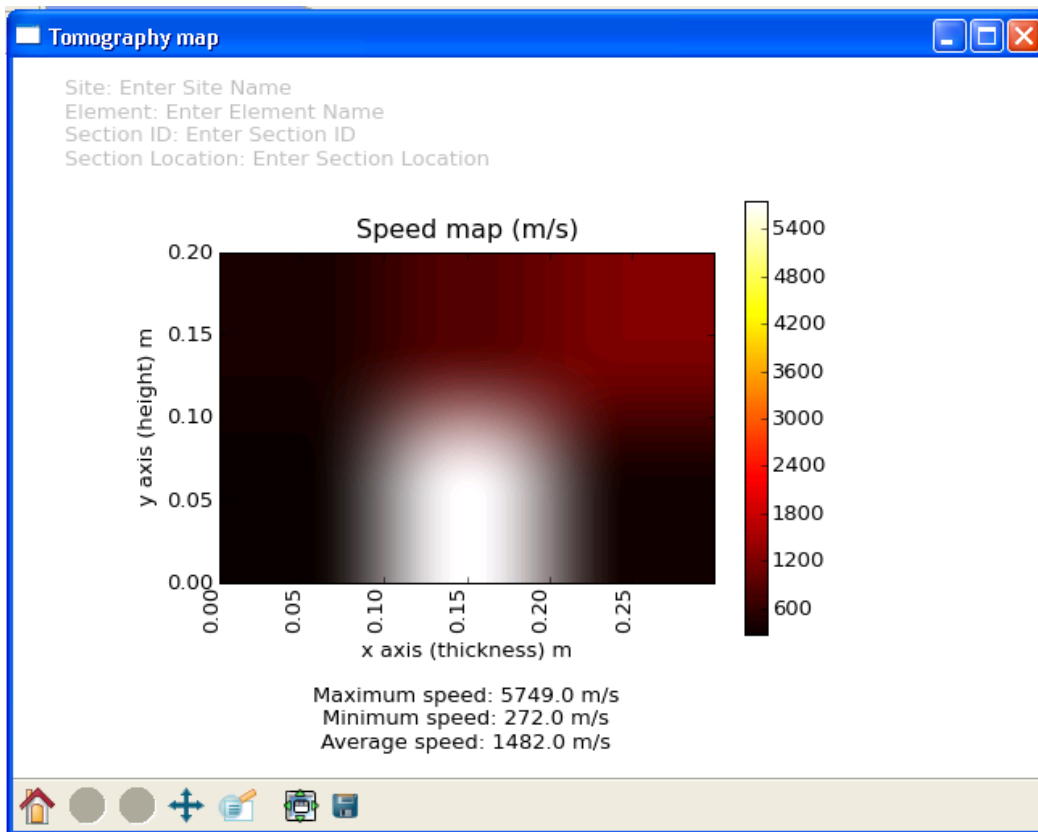 Tomography map
Site: Enter Site Name
Element: Enter Element Name
Section ID: Enter Section ID
Section Location: Enter Section Location
Speed map (m/s)
0.20
0.15
0.10
0.05
0.00
y axis (height) m
0.00
0.05
0.10
0.15
0.20
0.25
x axis (thickness) m
5400
4800
4200
3600
3000
2400
1800
1200
600
Maximum speed: 5749.0 m/s
Minimum speed: 272.0 m/s
Average speed: 1482.0 m/s